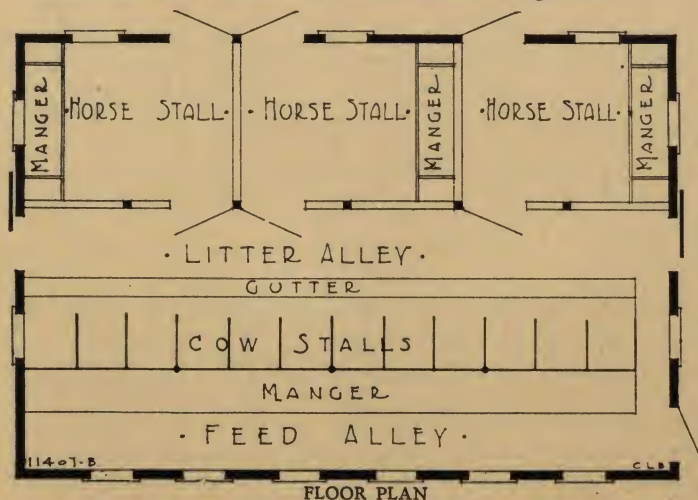 MANGER
·HORSE STALL·
·HORSE STALL·
MANGER
·HORSE STALL·
MANGER
·LITTER ALLEY·
GUTTER
COW STALLS
MANGER
·FEED ALLEY·
11407-B
CLB
FLOOR PLAN